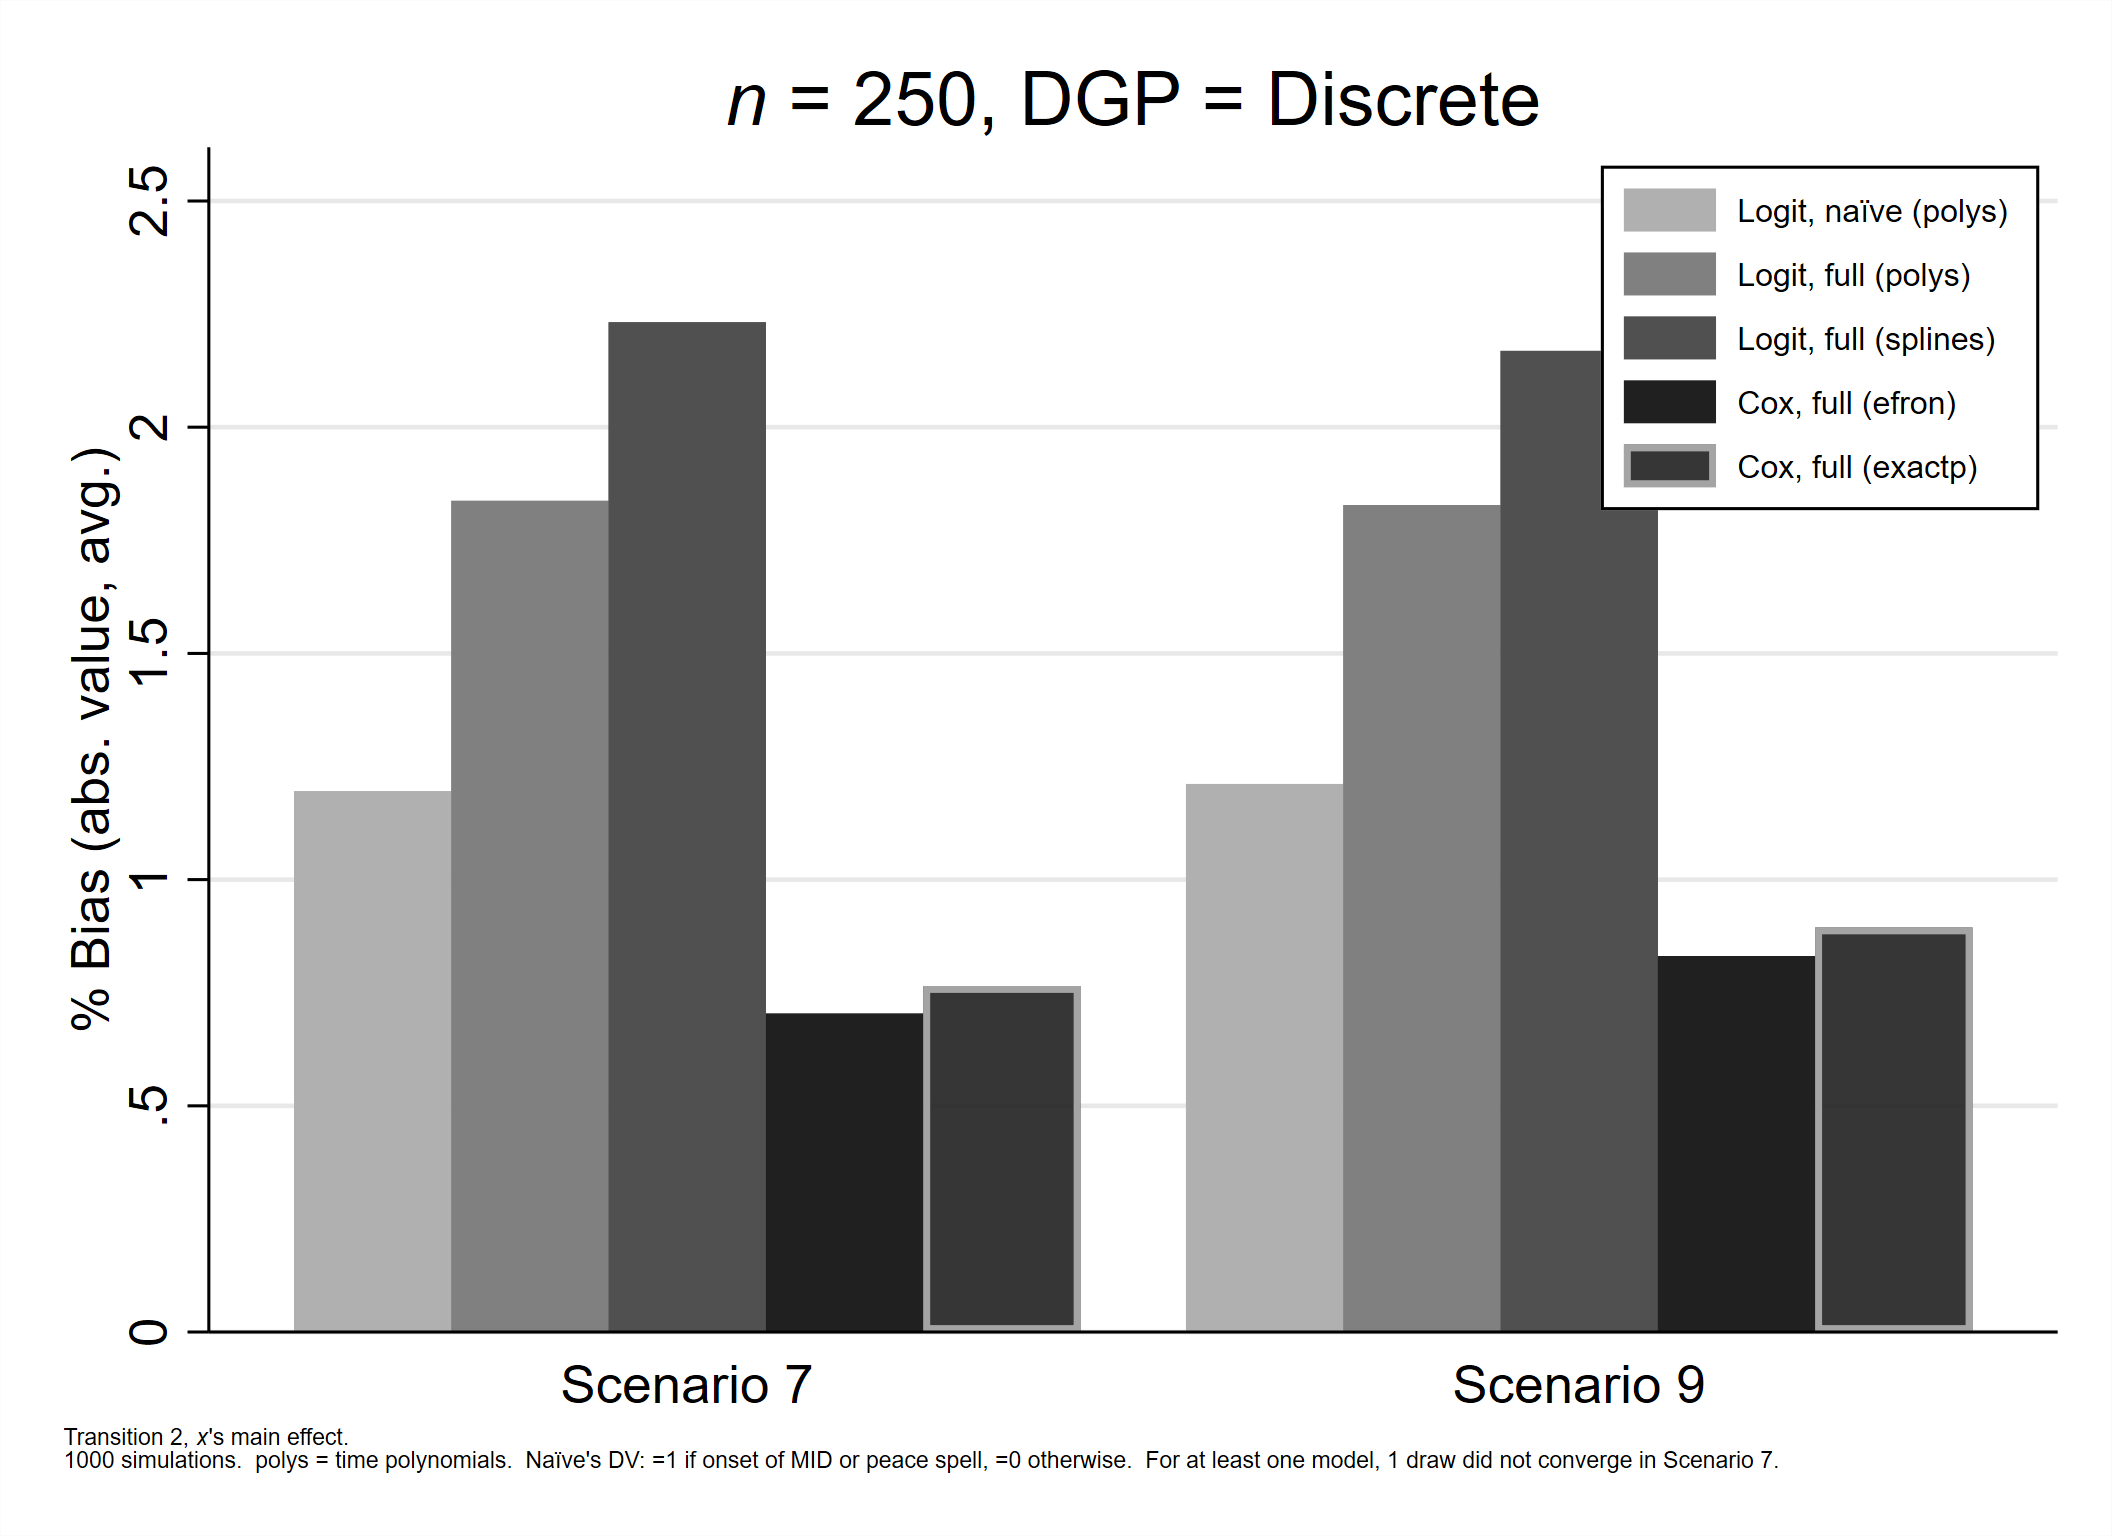 n = 250, DGP = Discrete
% Bias (abs. value, avg.)
2.5
2
1.5
1
.5
0
Logit, naïve (polys)
Logit, full (polys)
Logit, full (splines)
Cox, full (efron)
Cox, full (exactp)
Scenario 7
Scenario 9
Transition 2, x's main effect.
1000 simulations.  polys = time polynomials.  Naïve's DV: =1 if onset of MID or peace spell, =0 otherwise.  For at least one model, 1 draw did not converge in Scenario 7.